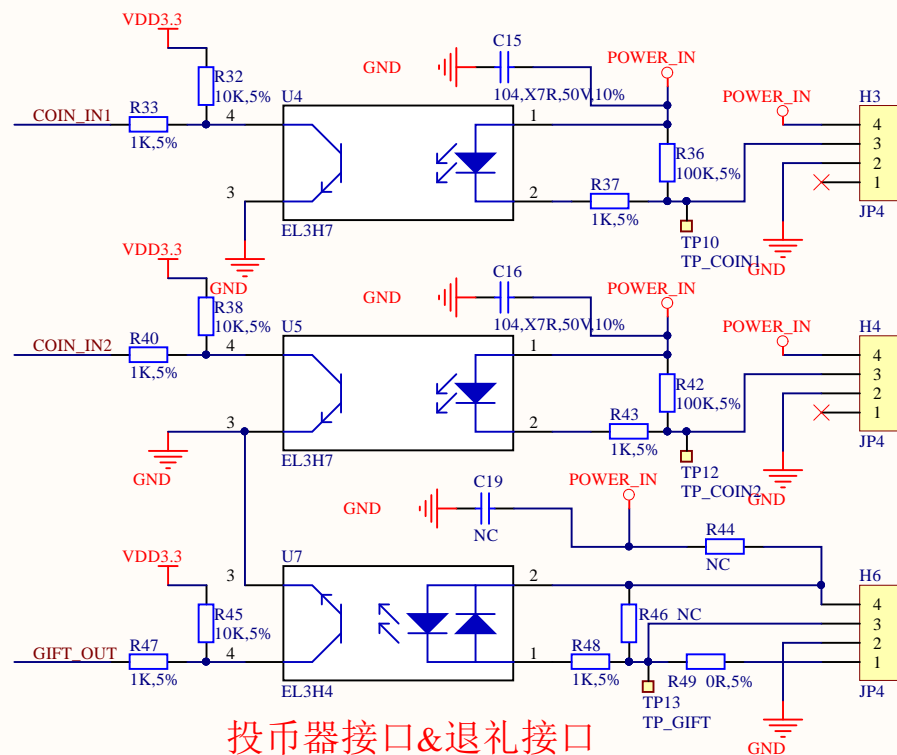 VDD3.3
C15
GND
POWER_IN
R32
10K,5%
U4
104,X7R,50V,10%
POWER_IN
H3
COIN_IN1
R33
4
1
4
1K,5%
R36
3
100K,5%
2
3
R37
2
1
1K,5%
EL3H7
TP10
JP4
VDD3.3
TP_COIN1
GND
GND
C16
GND
POWER_IN
R38
10K,5%
U5
104,X7R,50V,10%
POWER_IN
H4
COIN_IN2
R40
4
1
4
1K,5%
R42
3
100K,5%
2
3
R43
2
1
1K,5%
EL3H7
TP12
JP4
GND
C19
POWER_IN
TP_COIN2
GND
GND
R44
NC
NC
VDD3.3
U7
3
2
H6
R45
4
10K,5%
R46_NC
3
2
GIFT_OUT
R47
4
1
R48
1
1K,5%
1K,5%
R49
0R,5%
EL3H4
TP13
JP4
TP_GIFT
投币器接口&退礼接口
GND